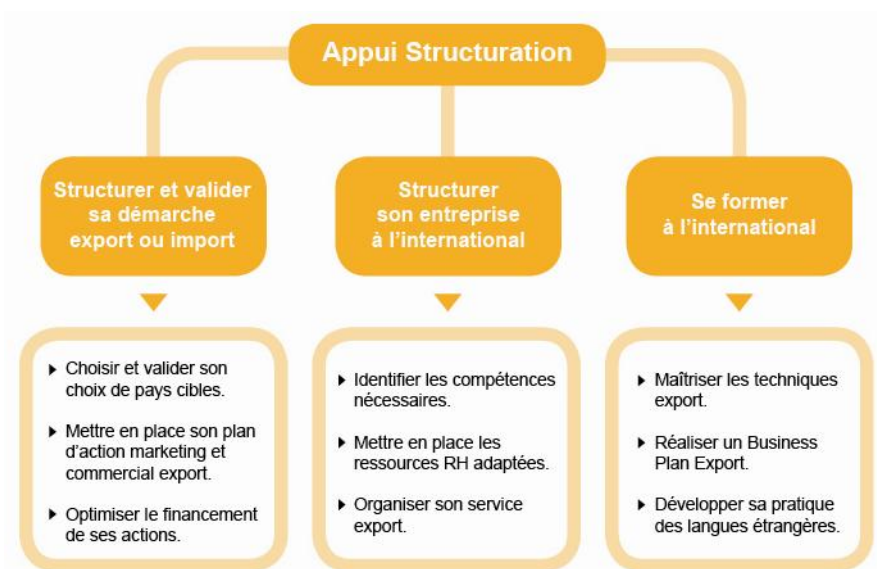 Appui Structuration
Structurer et valider
sa démarche
export ou import
Structurer
son entreprise
à l'international
Se former
à l'international
Choisir et valider son
choix de pays cibles.
Mettre en place son plan
d'action marketing et
commercial export.
Optimiser le financement
de ses actions.
Identifier les compétences
nécessaires.
Mettre en place les
ressources RH adaptées.
Organiser son service
export.
Maîtriser les techniques
export.
Réaliser un Business
Plan Export.
Développer sa pratique
des langues étrangères.